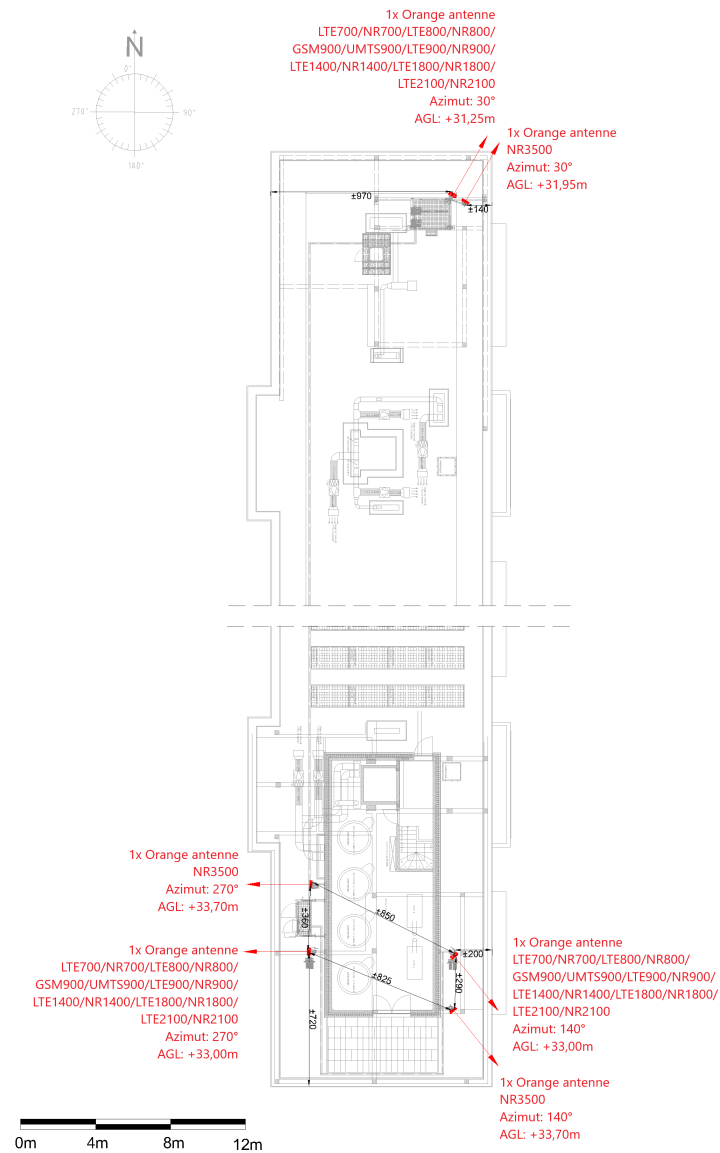 1x Orange antenne
LTE700/NR700/LTE800/NR800/
GSM900/UMTS900/LTE900/NR900/
LTE1400/NR1400/LTE1800/NR1800/
LTE2100/NR2100
Azimut: 30°
AGL: +31,25m
N
0°
270°
90°
180°
1x Orange antenne
NR3500
Azimut: 30°
AGL: +31,95m
±970
±140
1x Orange antenne
NR3500
Azimut: 270°
AGL: +33,70m
±360
±850
1x Orange antenne
LTE700/NR700/LTE800/NR800/
GSM900/UMTS900/LTE900/NR900/
LTE1400/NR1400/LTE1800/NR1800/
LTE2100/NR2100
Azimut: 270°
AGL: +33,00m
±825
±720
±200
±290
1x Orange antenne
LTE700/NR700/LTE800/NR800/
GSM900/UMTS900/LTE900/NR900/
LTE1400/NR1400/LTE1800/NR1800/
LTE2100/NR2100
Azimut: 140°
AGL: +33,00m
1x Orange antenne
NR3500
Azimut: 140°
AGL: +33,70m
0m 4m 8m 12m